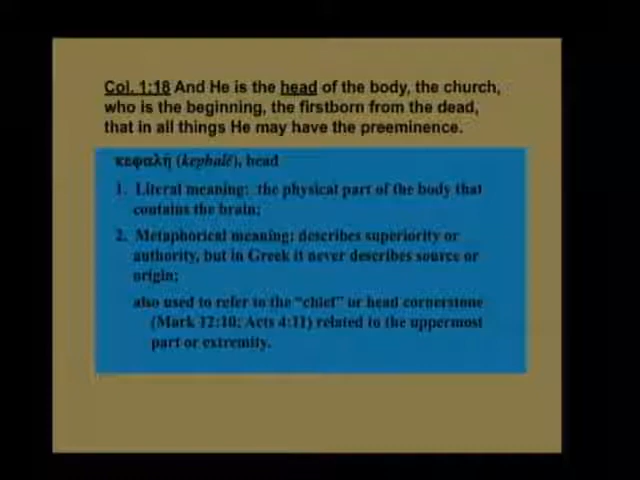 Col. 1:18 And He is the head of the body, the church,
who is the beginning, the firstborn from the dead,
that in all things He may have the preeminence.
κεφαλὴ (kephalē), head
1. Literal meaning: the physical part of the body that
contains the brain;
2. Metaphorical meaning: describes superiority or
authority, but in Greek it never describes source or
origin;
also used to refer to the “chief” or head cornerstone
(Mark 12:10; Acts 4:11) related to the uppermost
part or extremity.